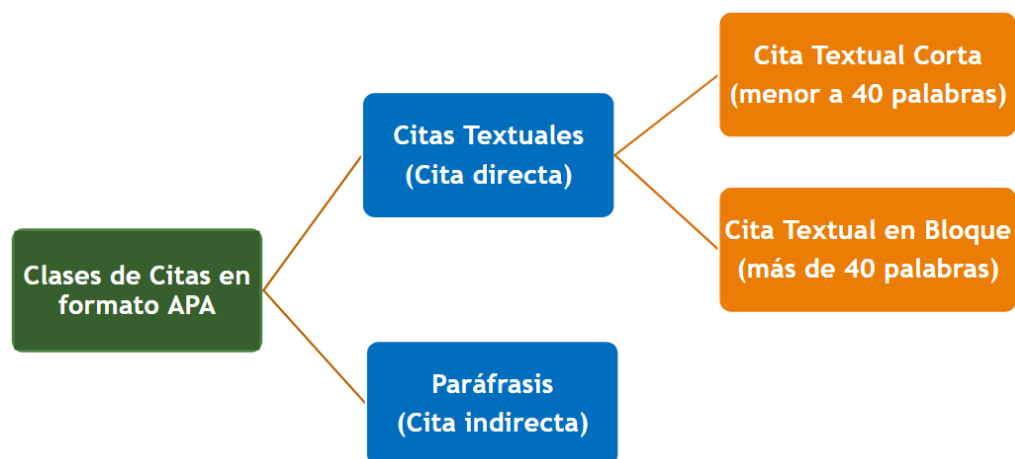 Clases de Citas en
formato APA
Citas Textuales
(Cita directa)
Cita Textual Corta
(menor a 40 palabras)
Cita Textual en Bloque
(más de 40 palabras)
Paráfrasis
(Cita indirecta)